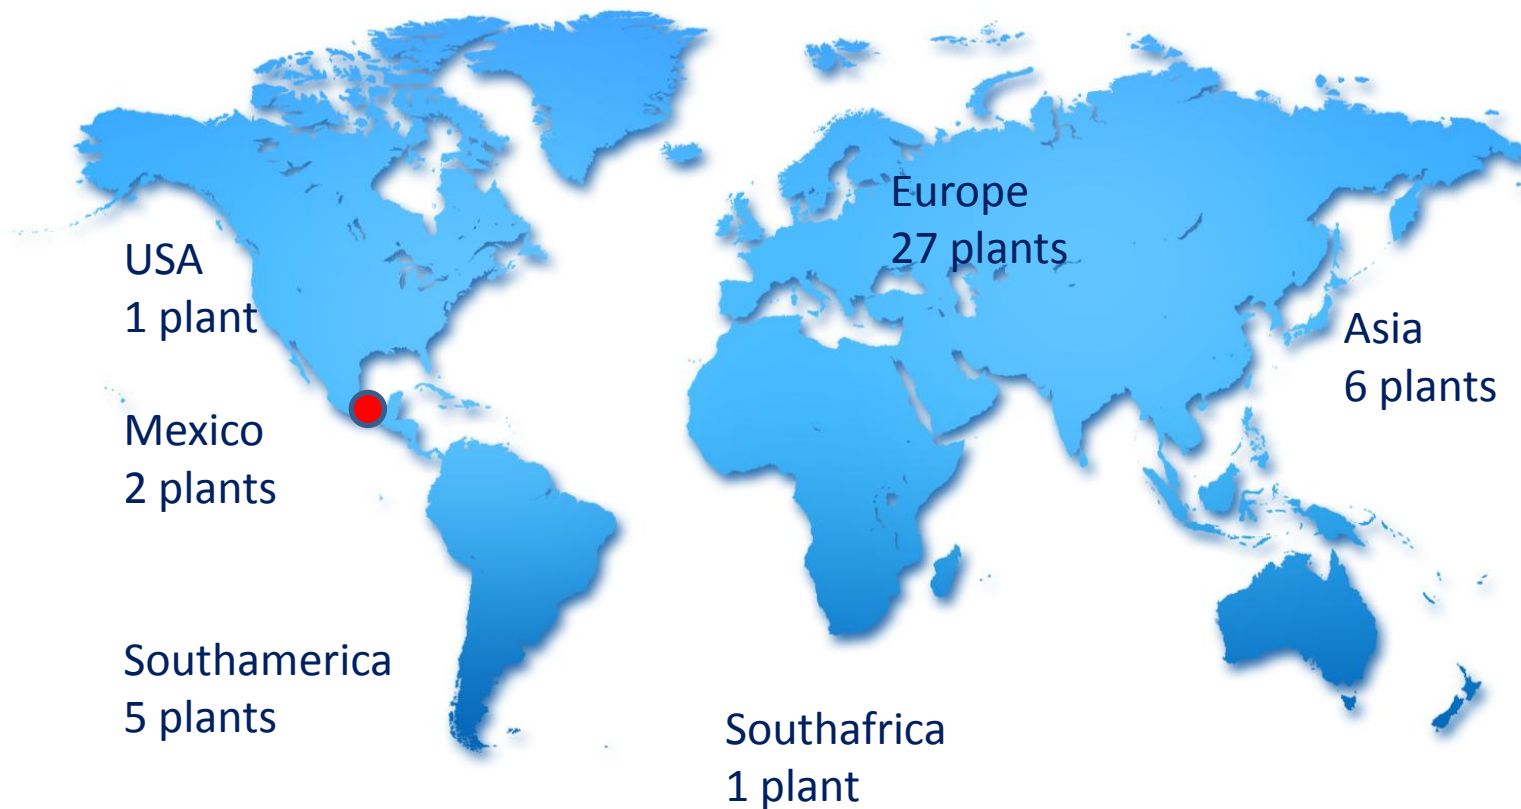 Europe
27 plants
USA
1 plant
Asia
6 plants
Mexico
2 plants
Southamerica
5 plants
Southafrica
1 plant